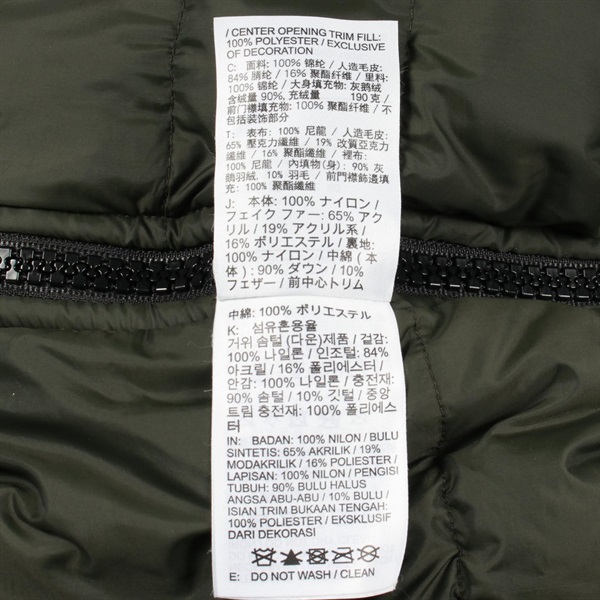 / CENTER OPENING TRIM FILL:
100% POLYESTER / EXCLUSIVE
OF DECORATION
C: 面料: 100% 锦纶 / 人造毛皮:
84% 腈纶 / 16% 聚酯纤维 / 里料:
100% 锦纶 / 大身填充物: 灰鹅绒
含绒量 90%, 充绒量 190 克 /
前门襟填充物: 100% 聚酯纤维 / 不
包括装饰部分
T: 表布: 100% 尼龍 / 人造毛皮:
65% 壓克力纖維 / 19% 改質亞克力
纖維 / 16% 聚酯纖維 / 裡布:
100% 尼龍 / 內填物(身): 90% 灰
鵝羽絨, 10% 羽毛 / 前門襟飾邊填
充: 100% 聚酯纖維
J: 本体: 100% ナイロン /
フェイク ファー: 65% アク
リル / 19% アクリル系 /
16% ポリエステル / 裏地:
100% ナイロン / 中綿 (本
体): 90% ダウン / 10%
フェザー / 前中心トリム
中綿: 100% ポリエステル
K: 섬유혼용율
거위 솜털 (다운)제품 / 겉감:
100% 나일론 / 인조털: 84%
아크릴 / 16% 폴리에스터 /
안감: 100% 나일론 / 충전재:
90% 솜털 / 10% 깃털 / 중앙
트림 충전재: 100% 폴리에스
터
IN: BADAN: 100% NILON / BULU
SINTETIS: 65% AKRILIK / 19%
MODAKRILIK / 16% POLIESTER /
LAPISAN: 100% NILON / PENGISI
TUBUH: 90% BULU HALUS
ANGSA ABU-ABU / 10% BULU /
ISIAN TRIM BUKAAN TENGAH:
100% POLIESTER / EKSKLUSIF
DARI DEKORASI
E: DO NOT WASH / CLEAN